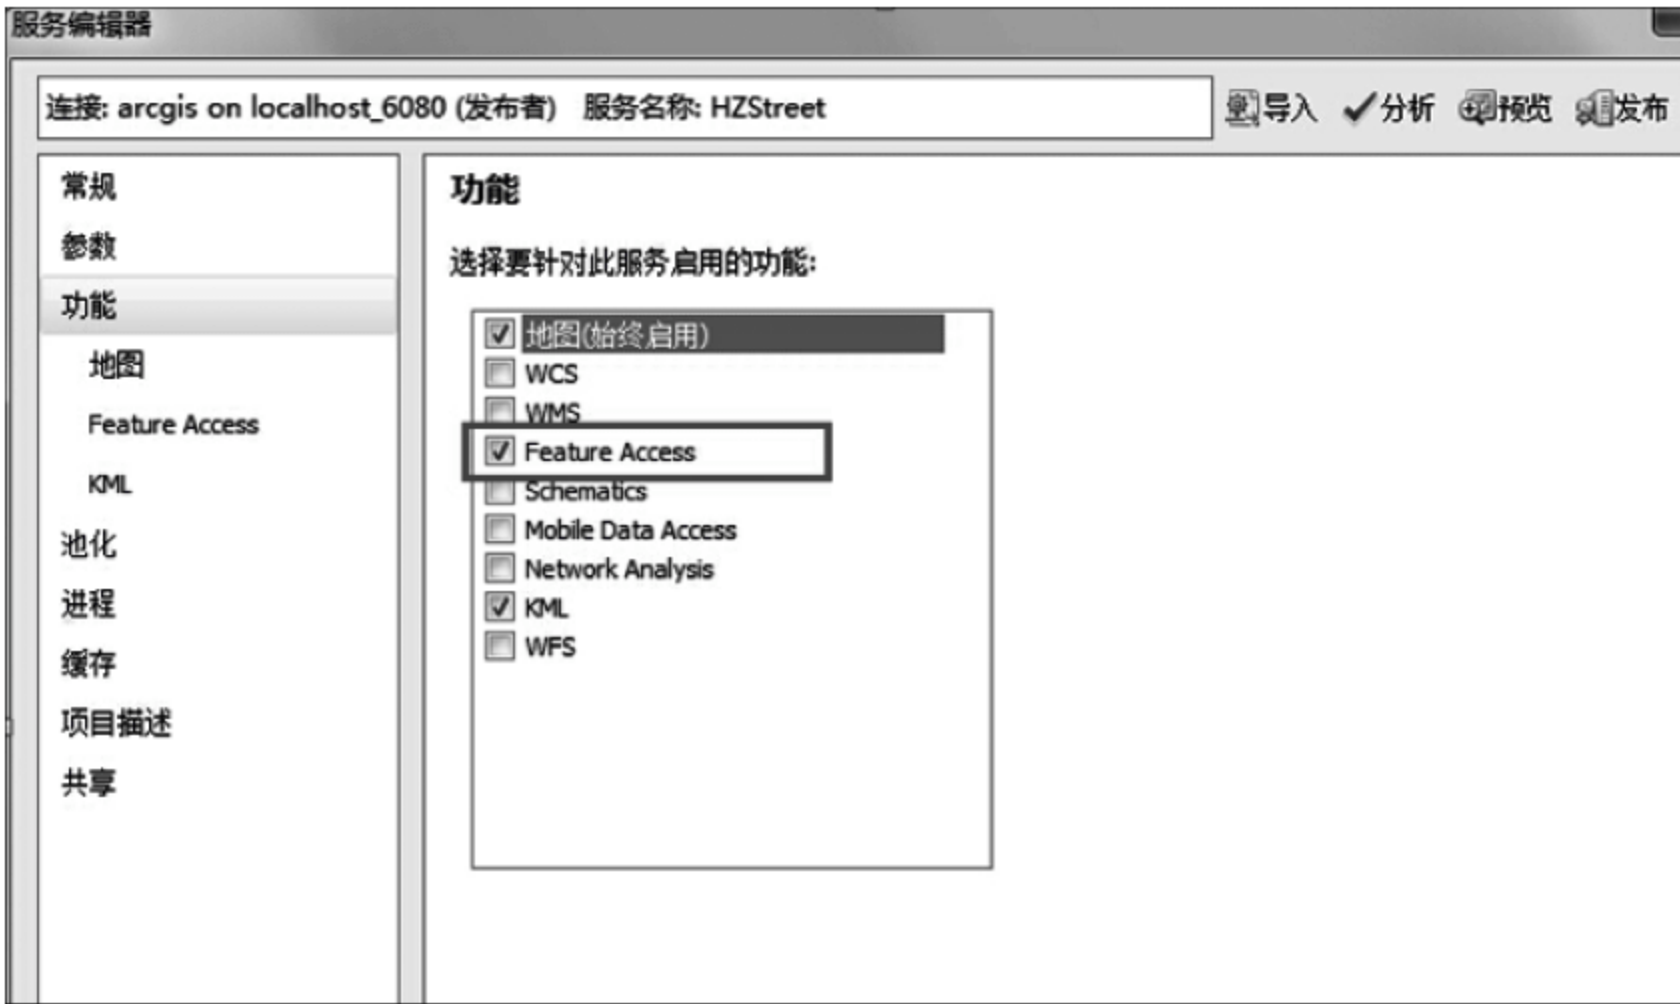 服务编辑器
连接: arcgis on localhost_6080 (发布者) 服务名称: HZStreet
导入 分析 预览 发布
常规
参数
功能
地图
Feature Access
KML
池化
进程
缓存
项目描述
共享
功能
选择要针对此服务启用的功能:
地图(始终启用)
WCS
WMS
Feature Access
Schematics
Mobile Data Access
Network Analysis
KML
WFS